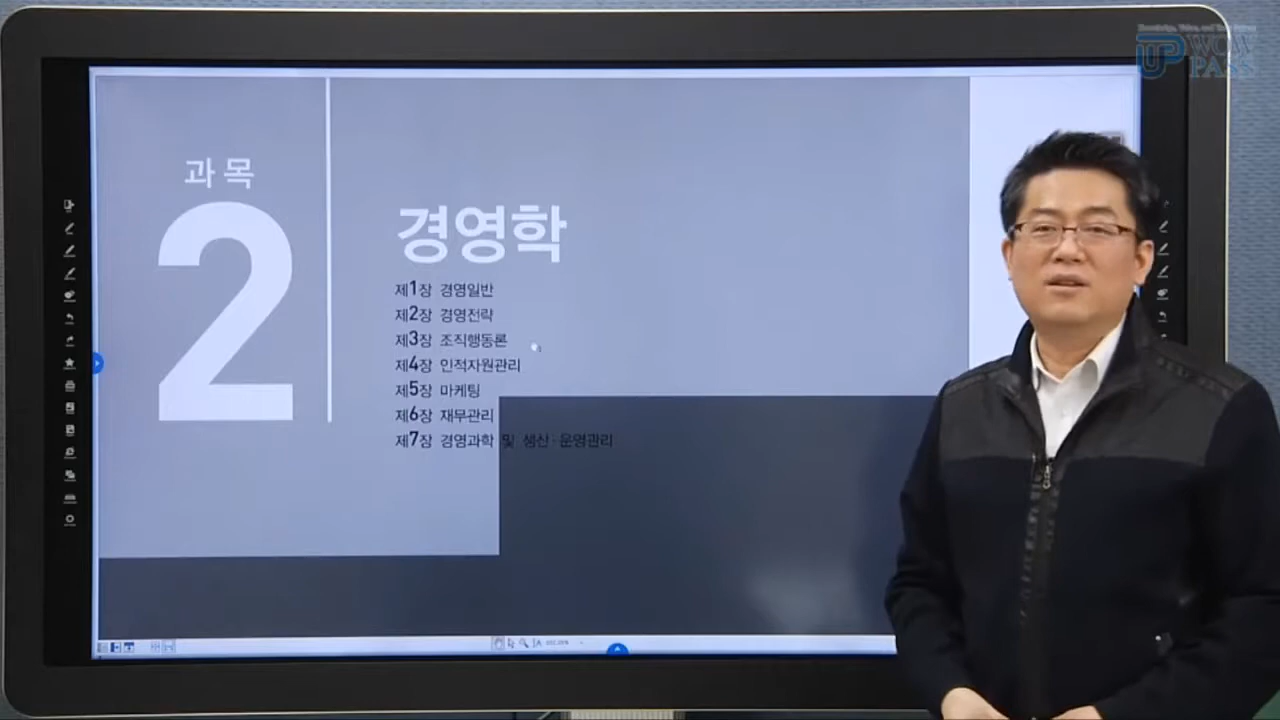 UP WOW
PASS
과목
2
경영학
제1장 경영일반
제2장 경영전략
제3장 조직행동론
제4장 인적자원관리
제5장 마케팅
제6장 재무관리
제7장 경영과학 및 생산·운영관리